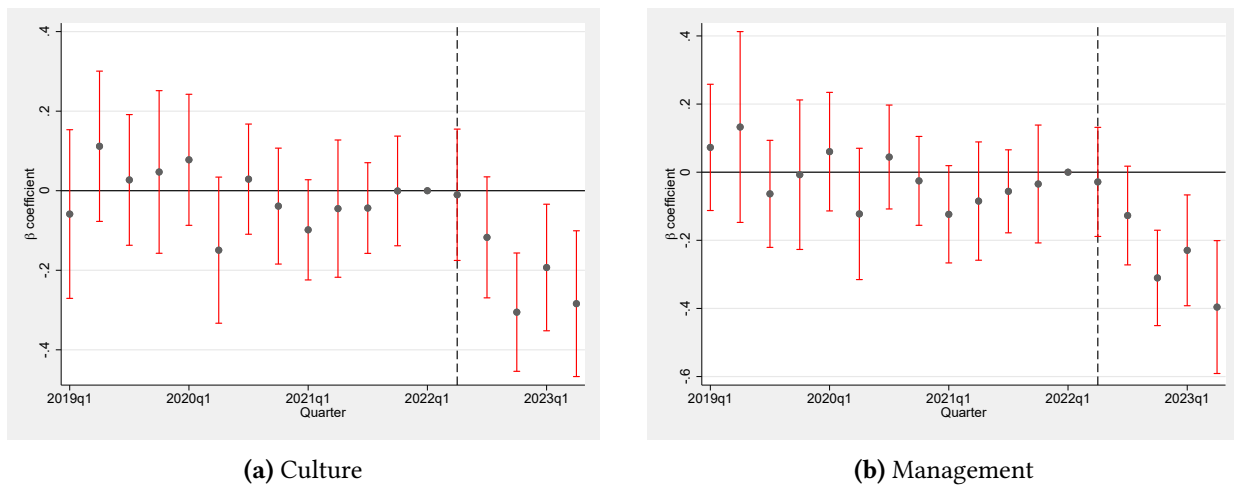 .4
.2
0
-.2
-.4
β coefficient
2019q1 2020q1 2021q1 2022q1 2023q1
Quarter
(a) Culture
.4
.2
0
-.2
-.4
-.6
β coefficient
2019q1 2020q1 2021q1 2022q1 2023q1
Quarter
(b) Management